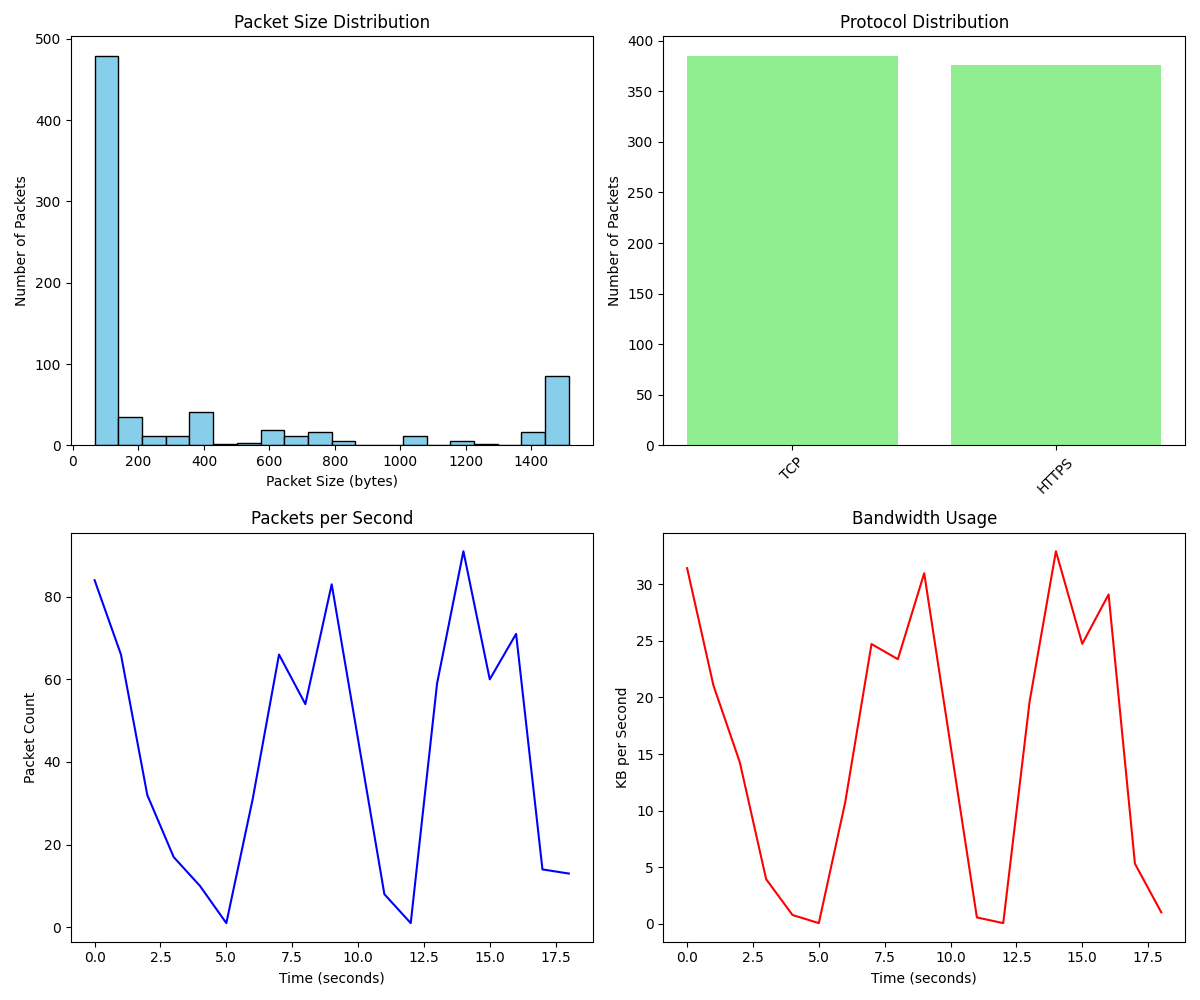 Packet Size Distribution
500
400
300
200
100
0
Number of Packets
0 200 400 600 800 1000 1200 1400
Packet Size (bytes)
Protocol Distribution
400
350
300
250
200
150
100
50
0
Number of Packets
TCP
HTTPS
Packets per Second
80
60
40
20
0
Packet Count
0.0 2.5 5.0 7.5 10.0 12.5 15.0 17.5
Time (seconds)
Bandwidth Usage
30
25
20
15
10
5
0
KB per Second
0.0 2.5 5.0 7.5 10.0 12.5 15.0 17.5
Time (seconds)